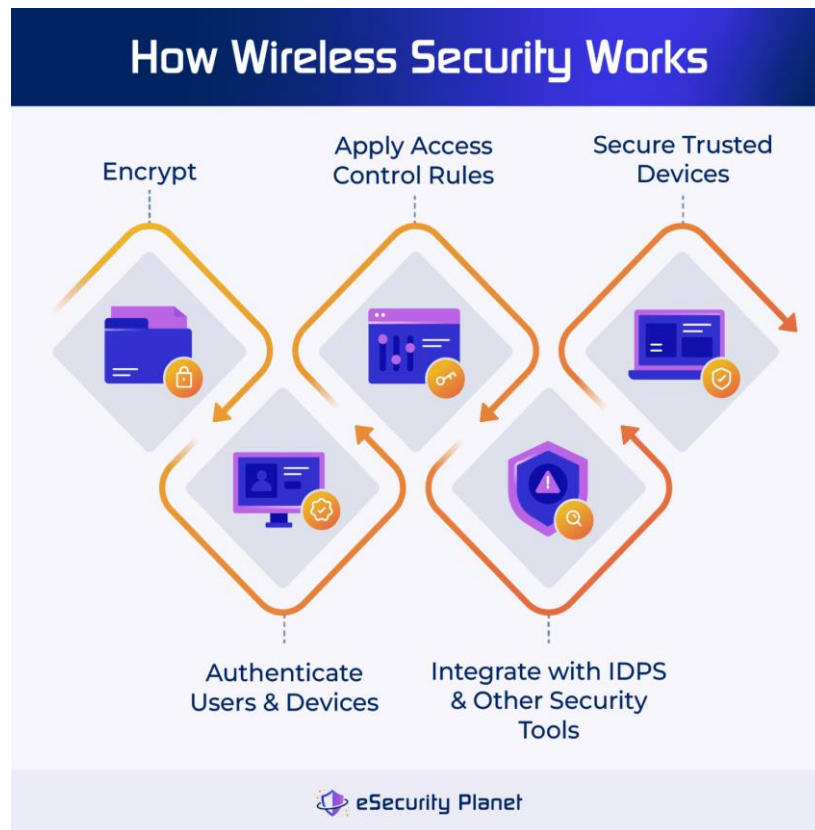 How Wireless Security Works
Encrypt
Apply Access
Control Rules
Secure Trusted
Devices
Authenticate
Users & Devices
Integrate with IDPS
& Other Security
Tools
eSecurity Planet